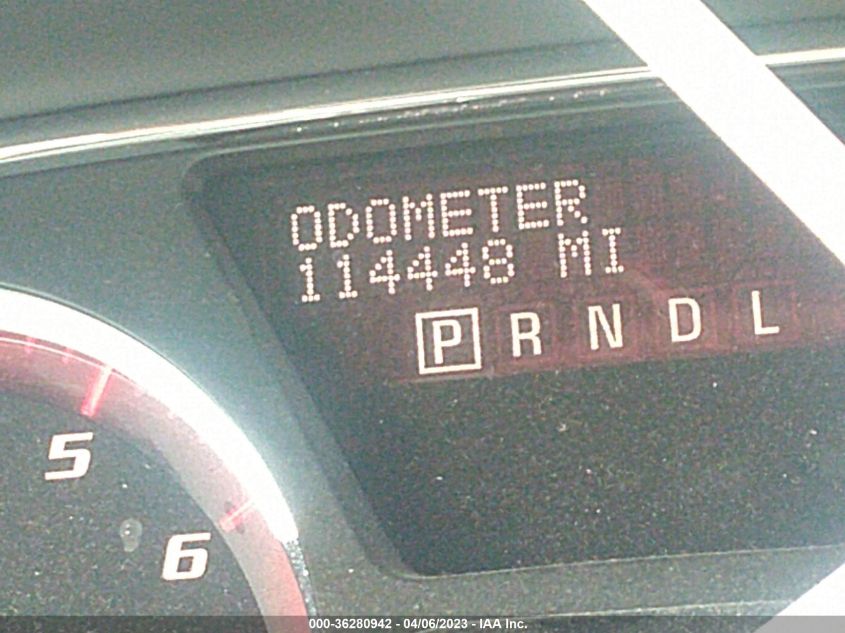 ODOMETER
114448 MI
P R N D L
5
6
000-36280942 - 04/06/2023 - IAA Inc.